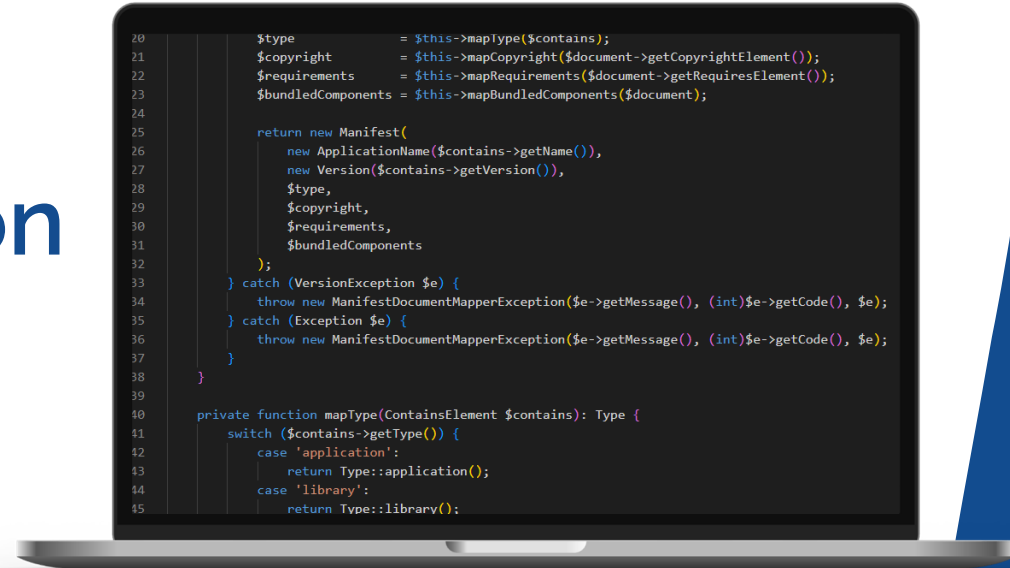 on
20 $type = $this->mapType($contains);
21 $copyright = $this->mapCopyright($document->getCopyrightElement());
22 $requirements = $this->mapRequirements($document->getRequiresElement());
23 $bundledComponents = $this->mapBundledComponents($document);
24
25 return new Manifest(
26 new ApplicationName($contains->getName()),
27 new Version($contains->getVersion()),
28 $type,
29 $copyright,
30 $requirements,
31 $bundledComponents
32 );
33 } catch (VersionException $e) {
34 throw new ManifestDocumentMapperException($e->getMessage(), (int)$e->getCode(), $e);
35 } catch (Exception $e) {
36 throw new ManifestDocumentMapperException($e->getMessage(), (int)$e->getCode(), $e);
37 }
38 }
39
40 private function mapType(ContainsElement $contains): Type {
41 switch ($contains->getType()) {
42 case 'application':
43 return Type::application();
44 case 'library':
45 return Type::library();